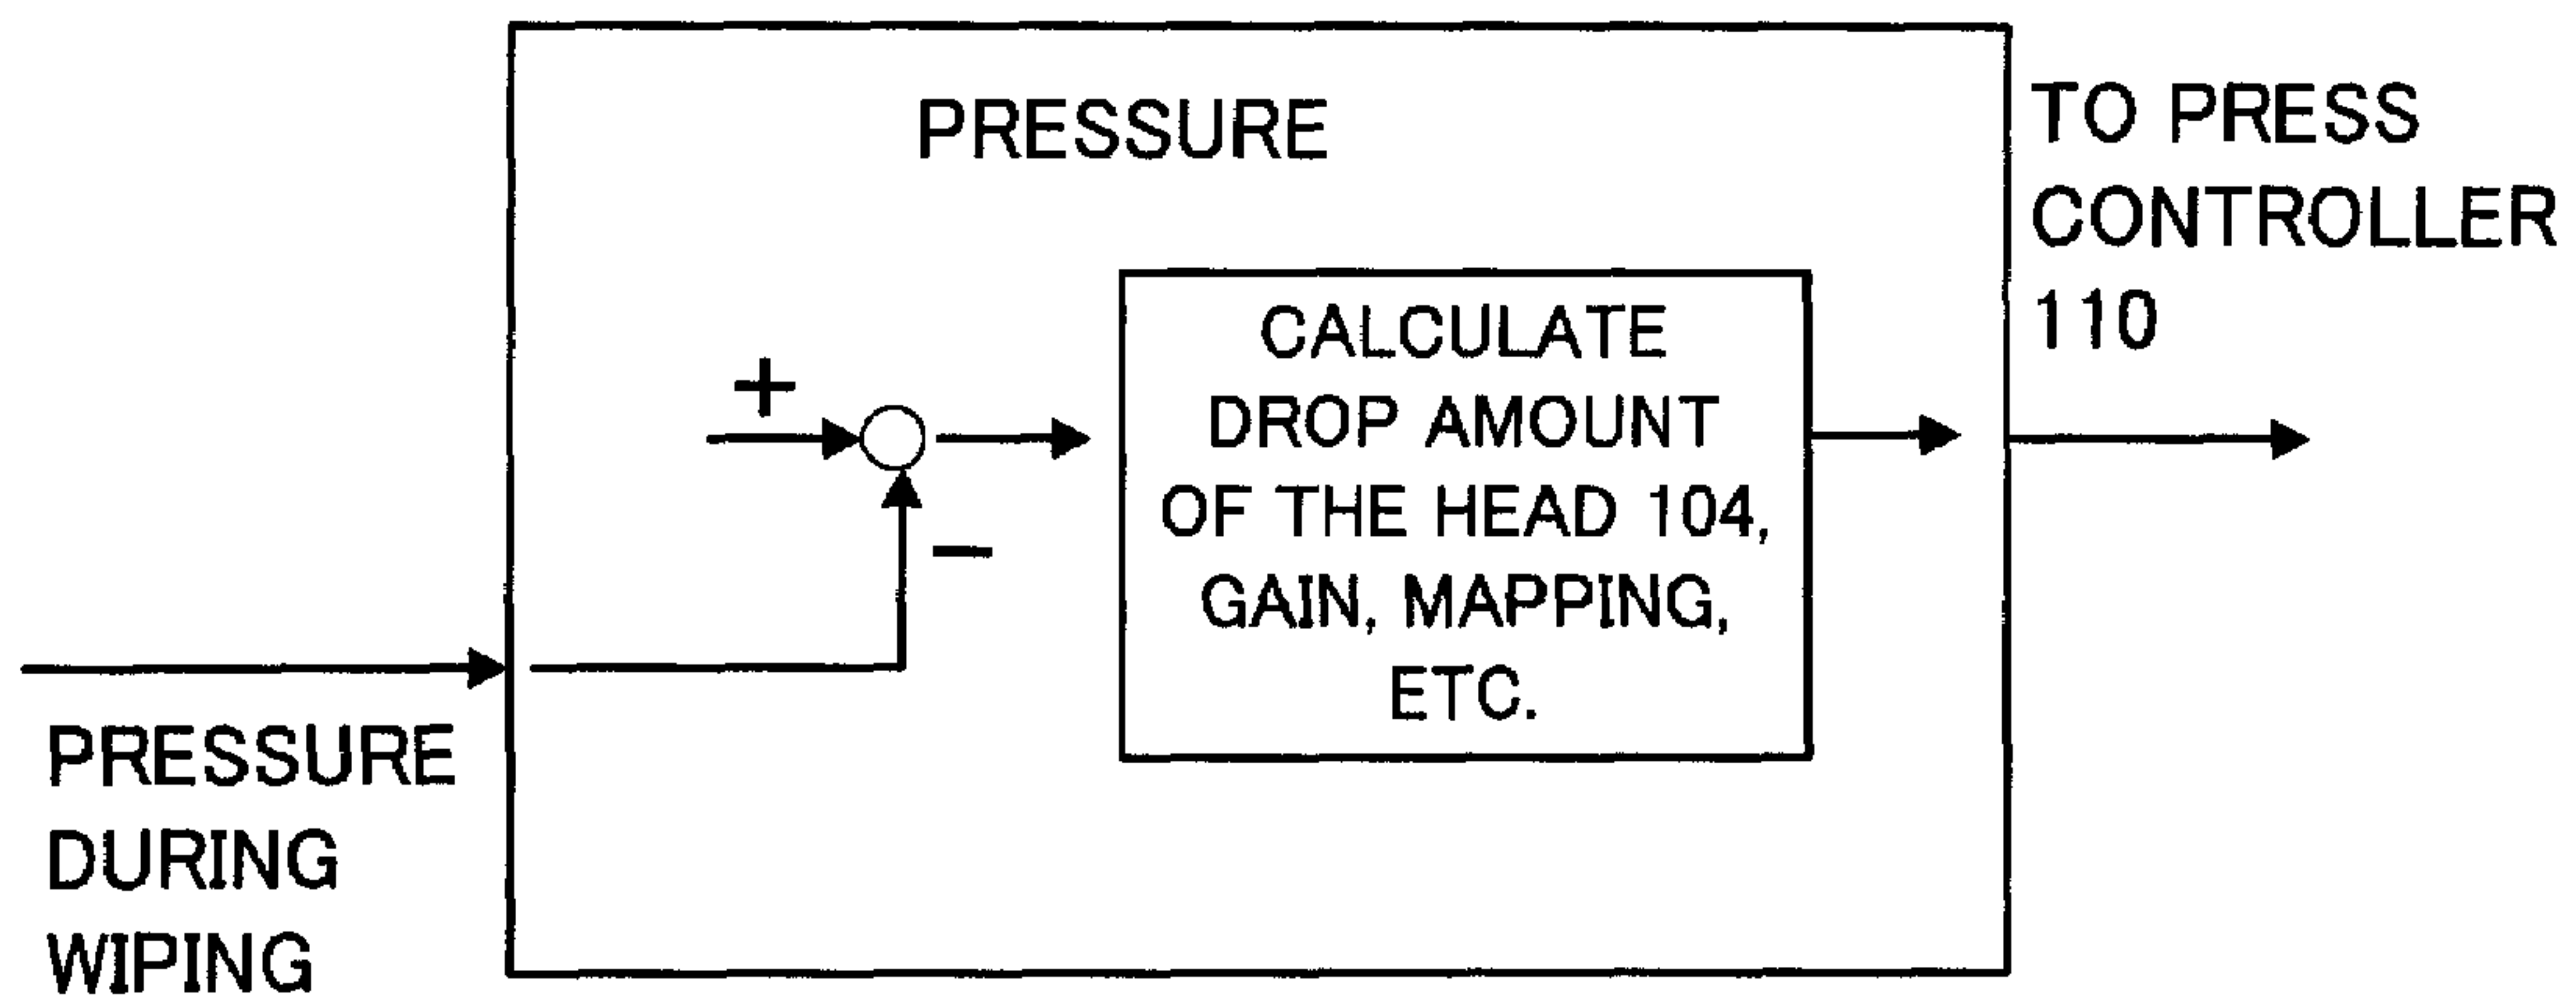 PRESSURE
TO PRESS
CONTROLLER
110
+
CALCULATE
DROP AMOUNT
OF THE HEAD 104,
GAIN, MAPPING,
ETC.
−
PRESSURE
DURING
WIPING